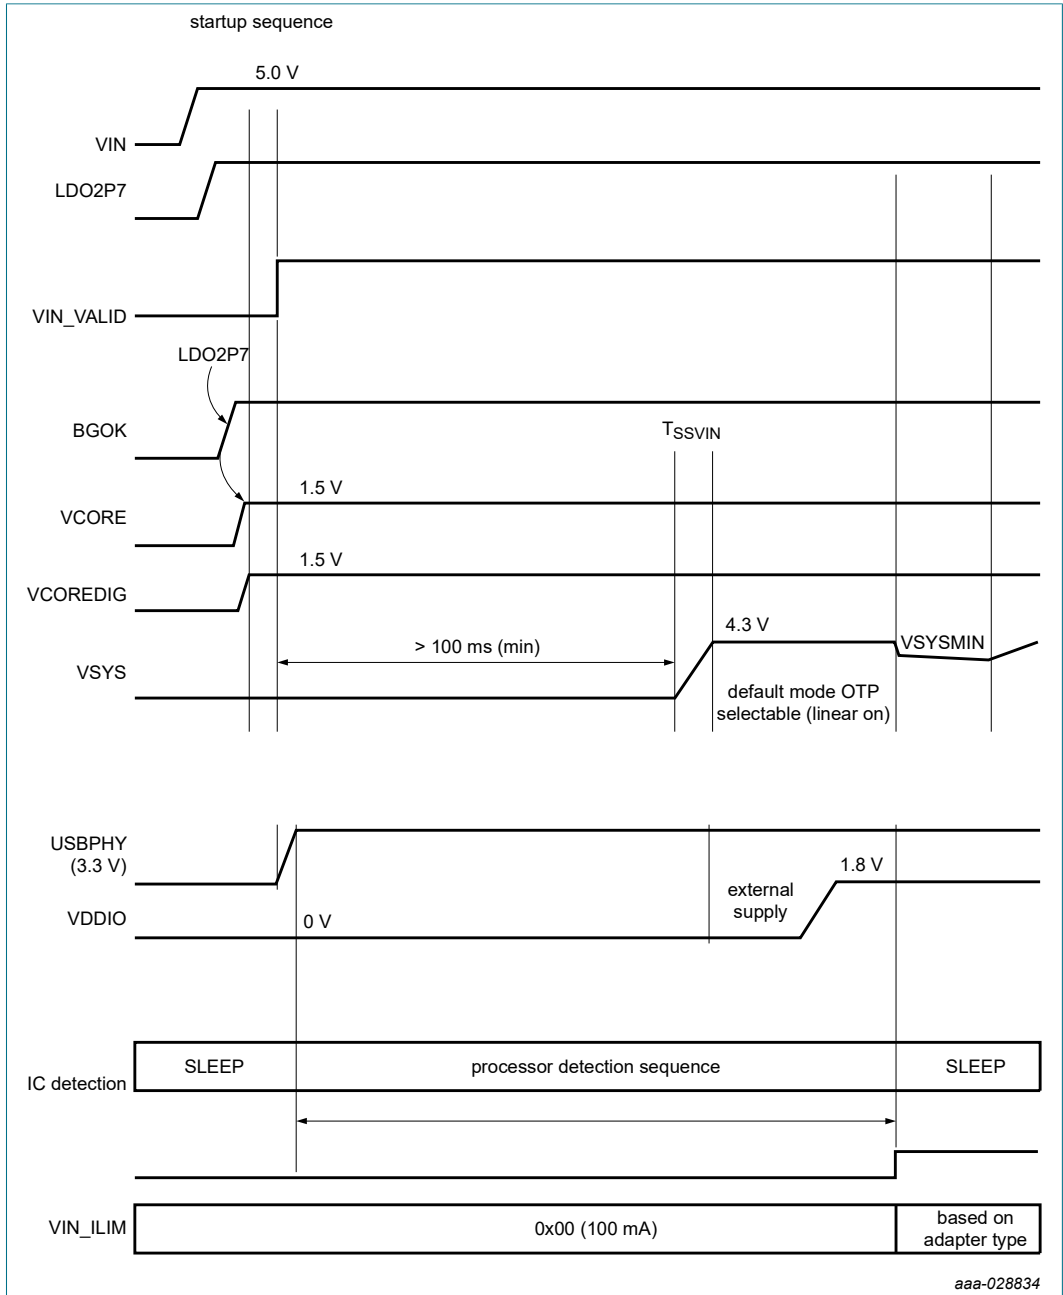 startup sequence
5.0 V
VIN
LDO2P7
VIN_VALID
LDO2P7
BGOK
TSSVIN
1.5 V
VCORE
1.5 V
VCOREDIG
4.3 V
> 100 ms (min)
VSYSMIN
VSYS
default mode OTP
selectable (linear on)
USBPHY
(3.3 V)
1.8 V
external
supply
VDDIO
0 V
SLEEP
processor detection sequence
SLEEP
IC detection
VIN_ILIM
0x00 (100 mA)
based on
adapter type
aaa-028834